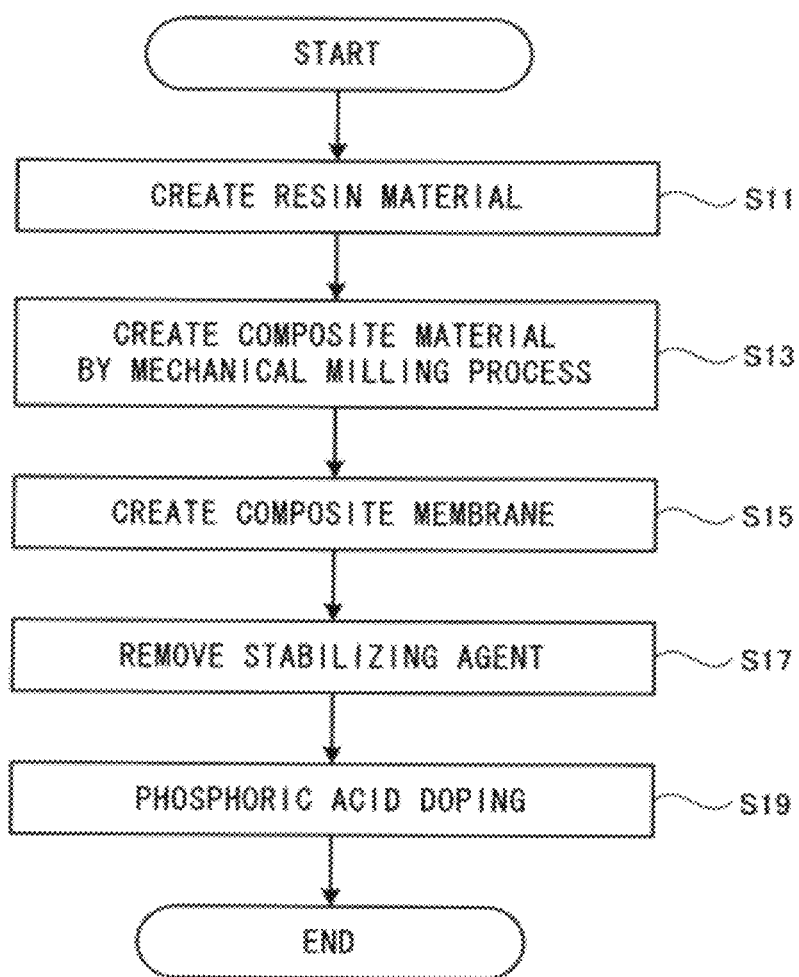 START
CREATE RESIN MATERIAL
S11
CREATE COMPOSITE MATERIAL
BY MECHANICAL MILLING PROCESS
S13
CREATE COMPOSITE MEMBRANE
S15
REMOVE STABILIZING AGENT
S17
PHOSPHORIC ACID DOPING
S19
END